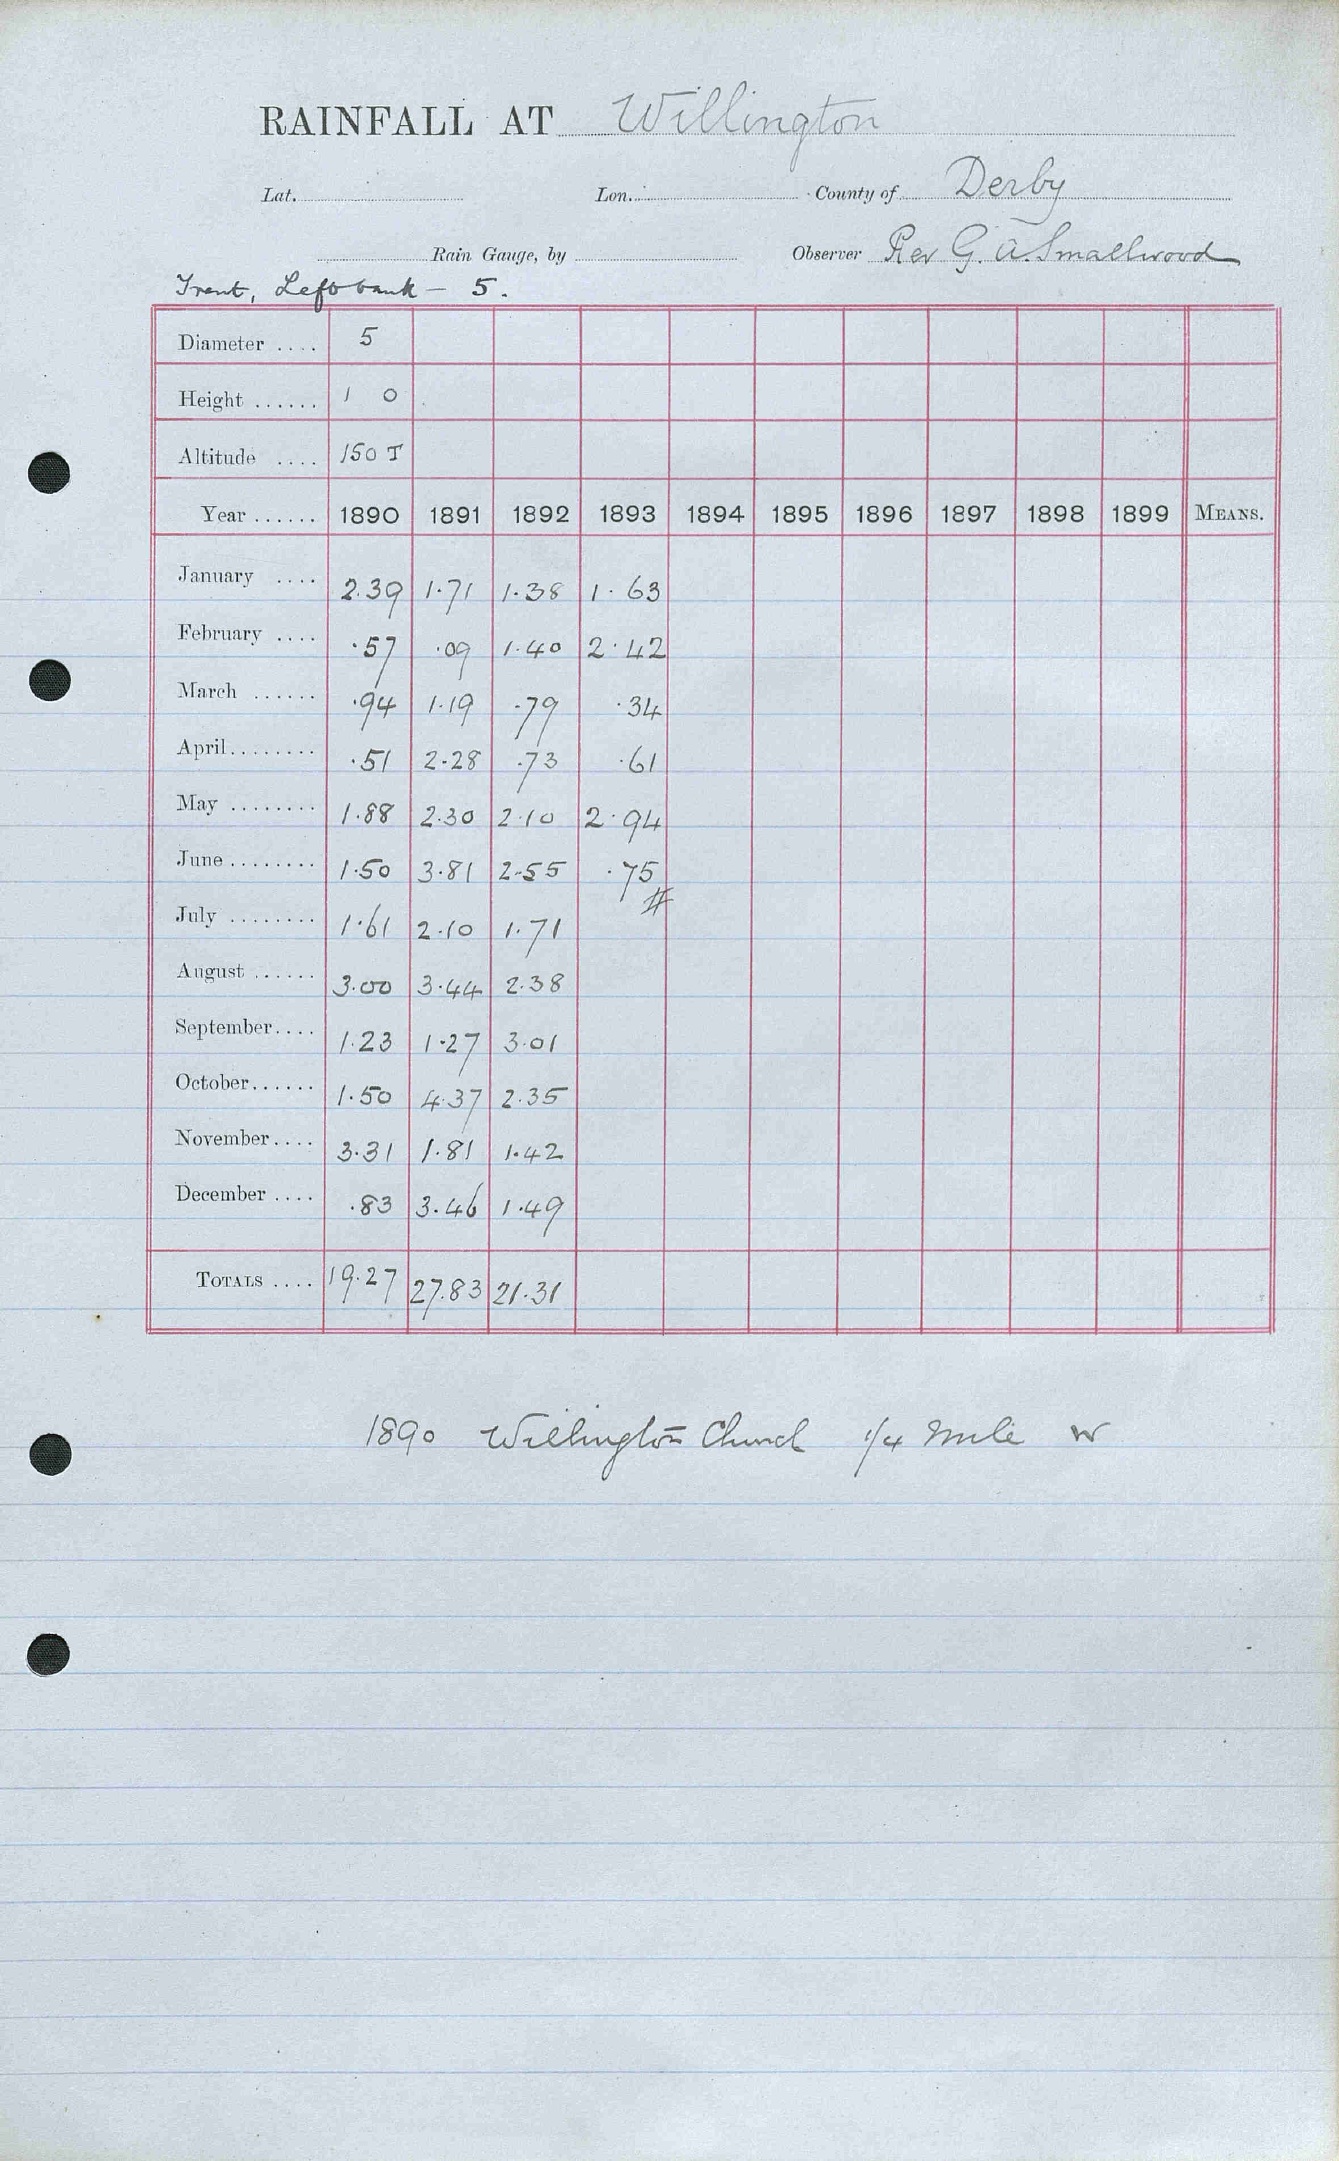 RAINFALL AT Willington
Lat. Lon. County of Derby
Rain Gauge, by Observer Rev G. A. Smallwood
Trent, Left bank — 5.
Diameter .... 5
Height ...... 1 0
Altitude .... 150 T
Year ...... 1890 1891 1892 1893 1894 1895 1896 1897 1898 1899 MEANS.
January .... 2.39 1.71 1.38 1.63
February .... .57 .09 1.40 2.42
March ...... .94 1.19 .79 .34
April ........ .51 2.28 .73 .61
May ........ 1.88 2.30 2.10 2.94
June ........ 1.50 3.81 2.55 .75
#
July ........ 1.61 2.10 1.71
August ...... 3.00 3.44 2.38
September .... 1.23 1.27 3.01
October ...... 1.50 4.37 2.35
November .... 3.31 1.81 1.42
December .... .83 3.46 1.49
TOTALS .... 19.27 27.83 21.31
1890 Willington Church 1/4 Mile W